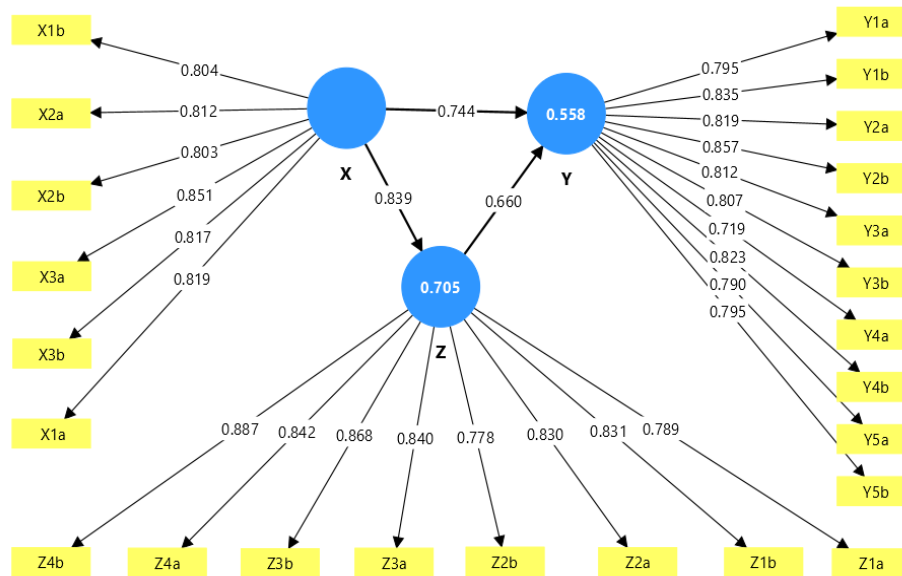 X1b
Y1a
0.804
0.795
Y1b
0.835
X2a
0.812
0.744
0.558
0.819
Y2a
0.803
0.857
X
Y
0.812
Y2b
X2b
0.851
0.839
0.660
0.807
0.719
Y3a
0.817
0.823
X3a
0.819
0.705
0.790
Y3b
0.795
Z
Y4a
X3b
Y4b
X1a
0.887
0.842
0.868
0.840
0.778
0.830
0.831
0.789
Y5a
Y5b
Z4b
Z4a
Z3b
Z3a
Z2b
Z2a
Z1b
Z1a